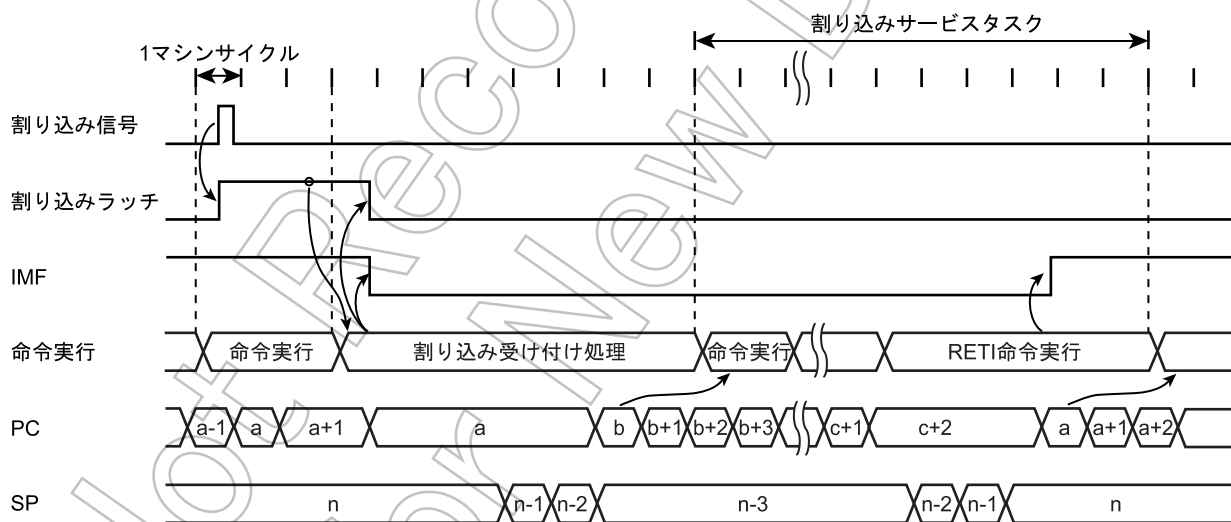 割り込みサービスタスク
1マシンサイクル
割り込み信号
割り込みラッチ
IMF
命令実行 命令実行 割り込み受け付け処理 命令実行 RETI命令実行
PC a-1 a a+1 a b b+1 b+2 b+3 c+1 c+2 a a+1 a+2
SP n n-1 n-2 n-3 n-2 n-1 n
Not Reco
or New D